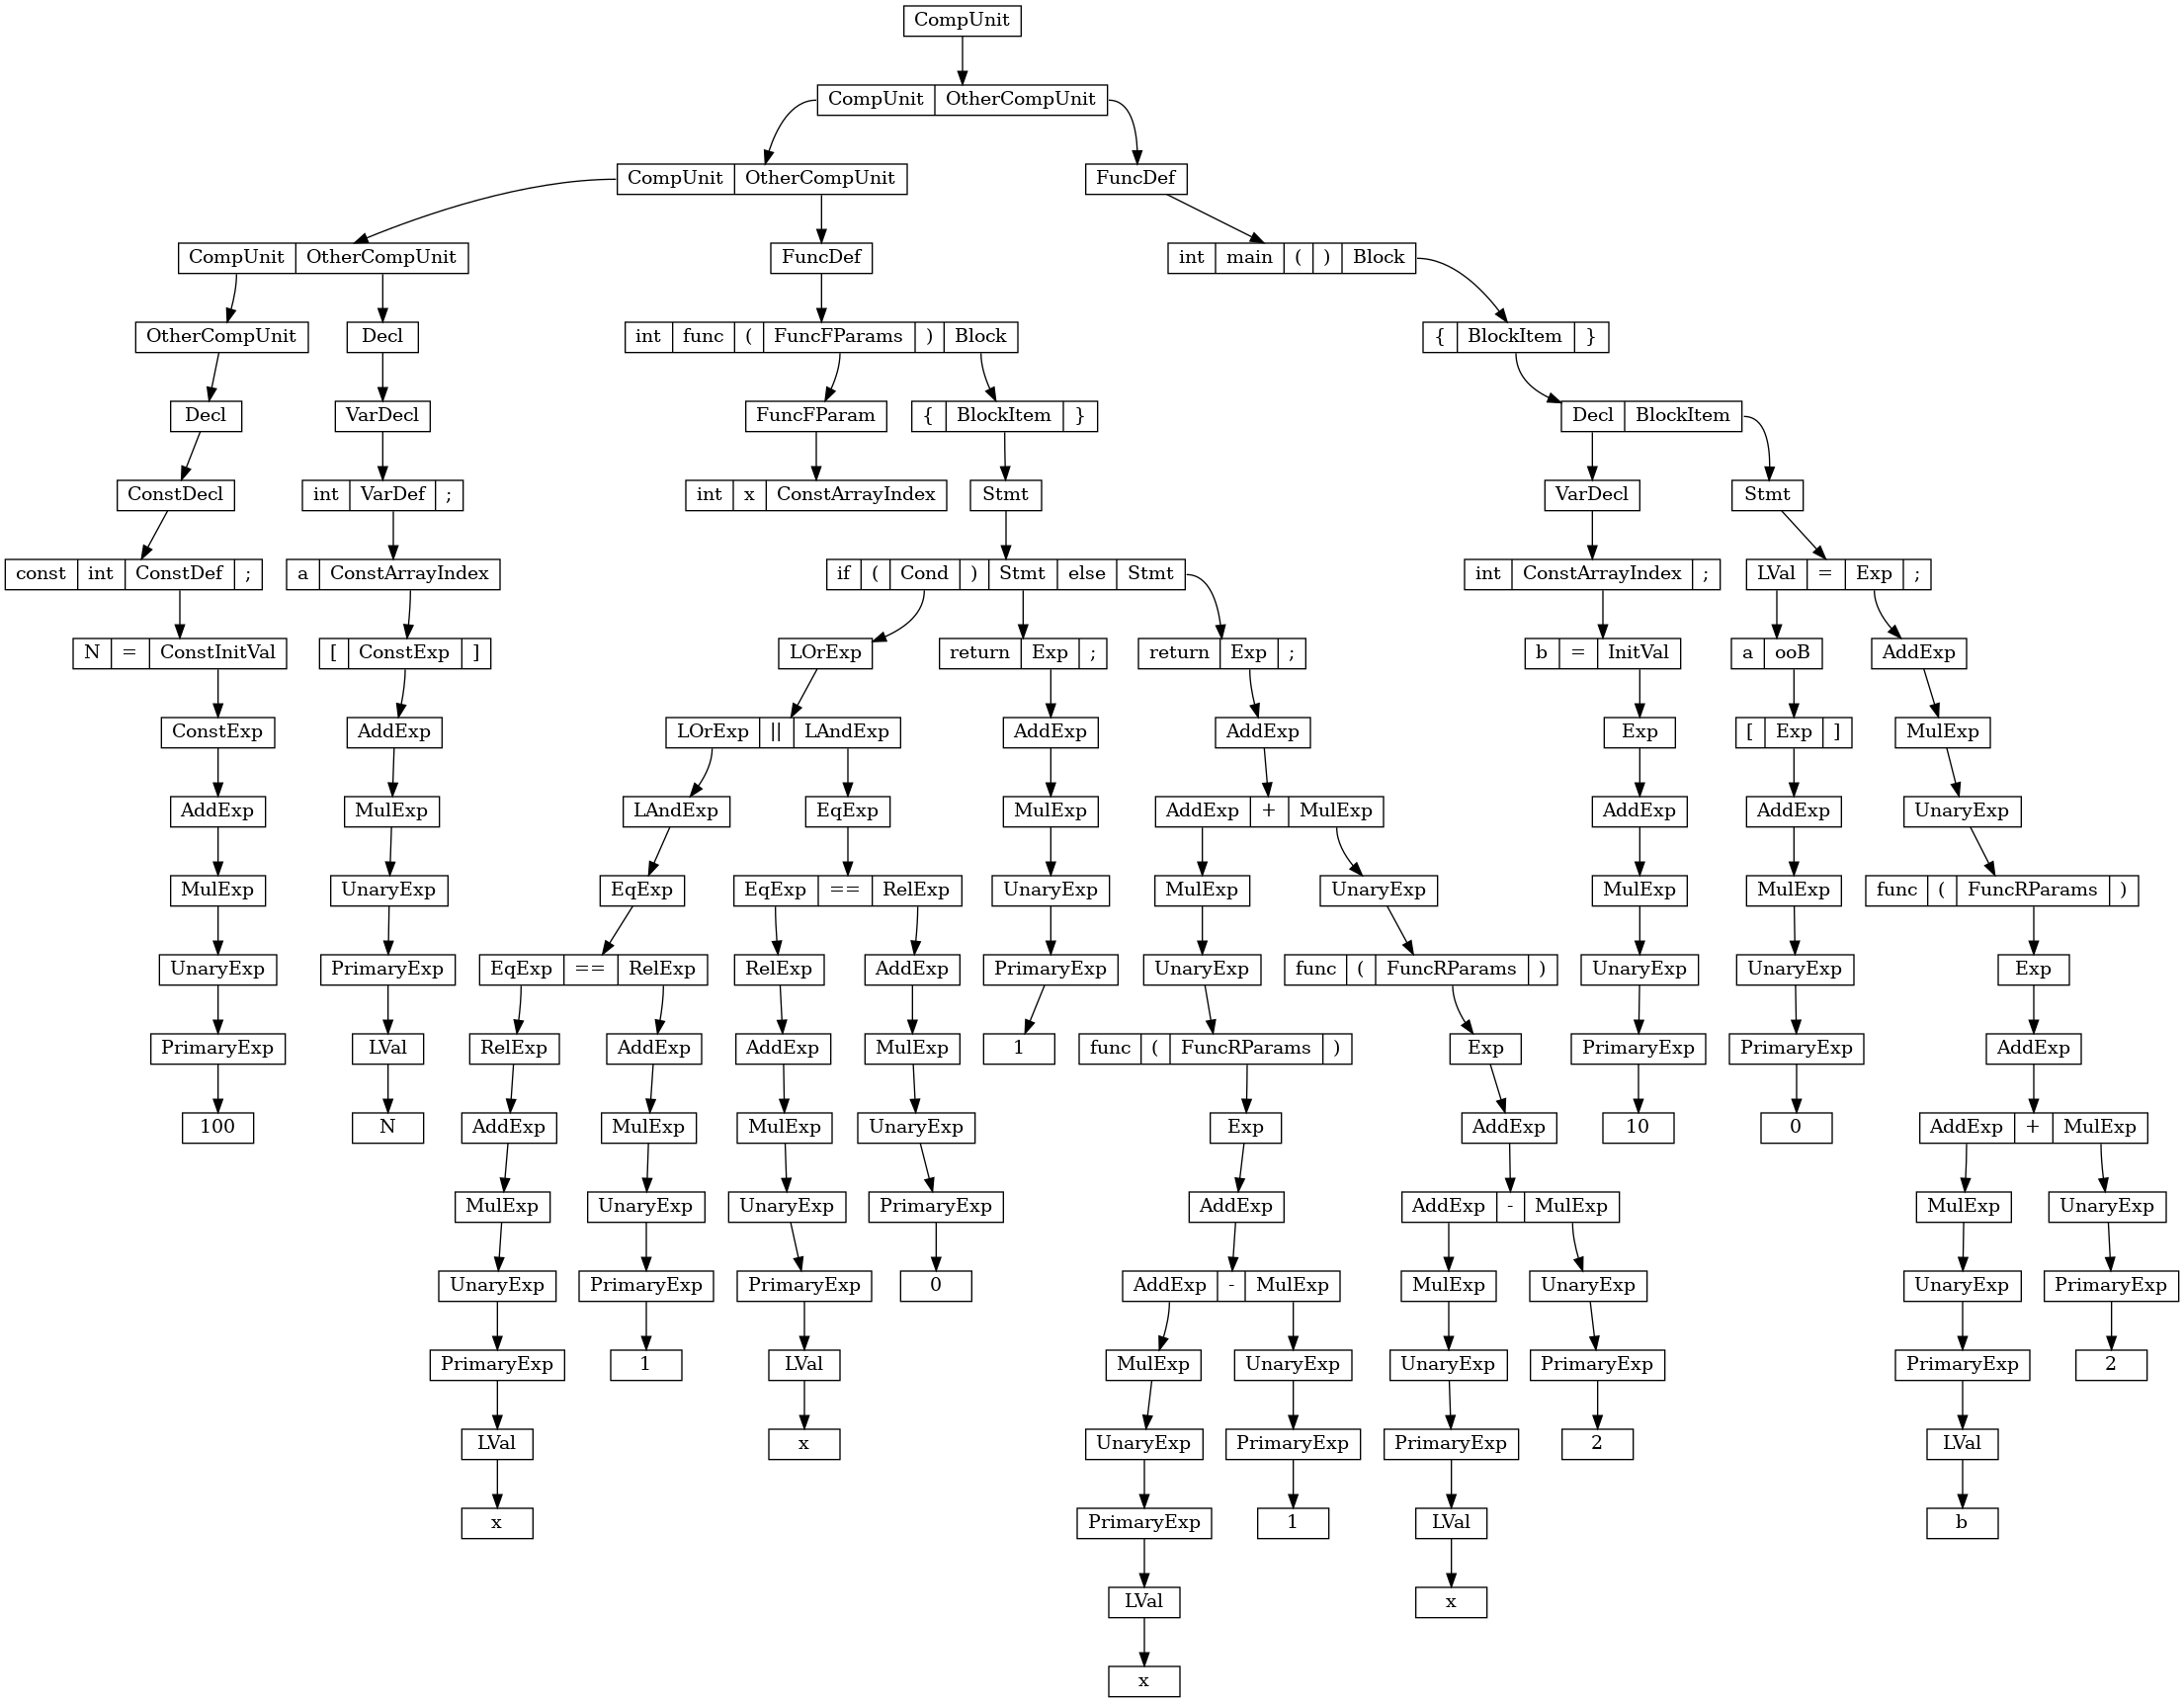 CompUnit
CompUnit OtherCompUnit
CompUnit OtherCompUnit FuncDef
CompUnit OtherCompUnit FuncDef int main ( ) Block
OtherCompUnit Decl int func ( FuncFParams ) Block { BlockItem }
Decl VarDecl FuncFParam { BlockItem } Decl BlockItem
ConstDecl int VarDef ; int x ConstArrayIndex Stmt VarDecl Stmt
const int ConstDef ; a ConstArrayIndex if ( Cond ) Stmt else Stmt int ConstArrayIndex ; LVal = Exp ;
N = ConstInitVal [ ConstExp ] LOrExp return Exp ; return Exp ; b = InitVal a ooB AddExp
ConstExp AddExp LOrExp || LAndExp AddExp AddExp Exp [ Exp ] MulExp
AddExp MulExp LAndExp EqExp MulExp AddExp + MulExp AddExp AddExp UnaryExp
MulExp UnaryExp EqExp EqExp == RelExp UnaryExp MulExp UnaryExp MulExp MulExp func ( FuncRParams )
UnaryExp PrimaryExp EqExp == RelExp RelExp AddExp PrimaryExp UnaryExp func ( FuncRParams ) UnaryExp UnaryExp Exp
PrimaryExp LVal RelExp AddExp AddExp MulExp 1 func ( FuncRParams ) Exp PrimaryExp PrimaryExp AddExp
100 N AddExp MulExp MulExp UnaryExp Exp AddExp 10 0 AddExp + MulExp
MulExp UnaryExp UnaryExp PrimaryExp AddExp AddExp - MulExp MulExp UnaryExp
UnaryExp PrimaryExp PrimaryExp 0 AddExp - MulExp MulExp UnaryExp UnaryExp PrimaryExp
PrimaryExp 1 LVal MulExp UnaryExp UnaryExp PrimaryExp PrimaryExp 2
LVal x UnaryExp PrimaryExp PrimaryExp 2 LVal
x PrimaryExp 1 LVal b
LVal x
x